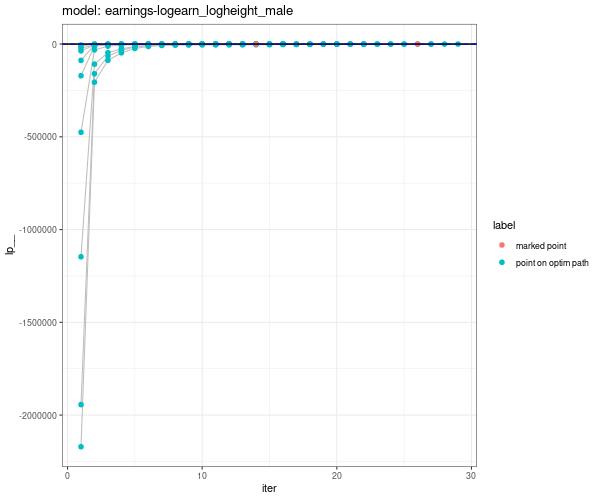 model: earnings-logearn_logheight_male
0
-500000
-1000000
-1500000
-2000000
lp__
0 10 20 30
iter
label
marked point
point on optim path